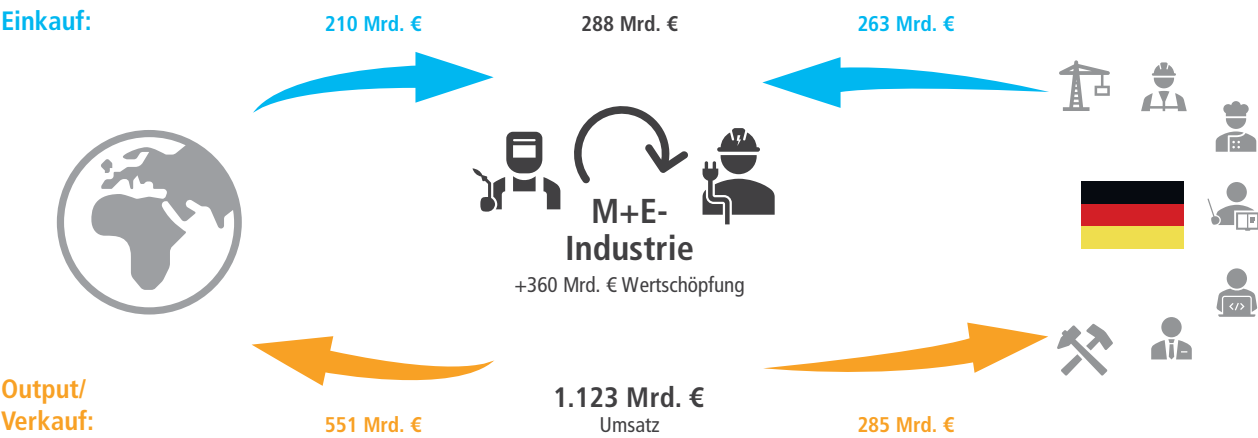 Einkauf:
210 Mrd. €
288 Mrd. €
263 Mrd. €
M+E-
Industrie
+360 Mrd. € Wertschöpfung
</>
Output/
Verkauf:
551 Mrd. €
1.123 Mrd. €
Umsatz
285 Mrd. €